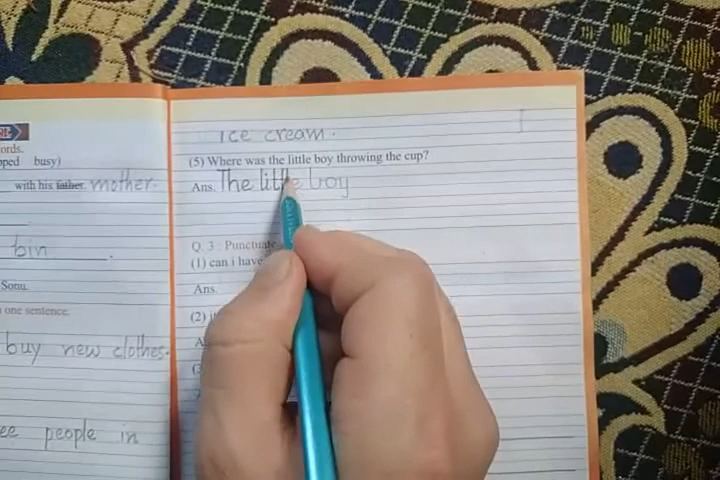 ords.
pped busy)
with his father. mother.
bin .
Sonu.
one sentence.
buy new clothes.
ee people in
ice cream.
(5) Where was the little boy throwing the cup?
Ans. The little boy
Q. 3 : Punctuate
(1) can i have
Ans.
(2)